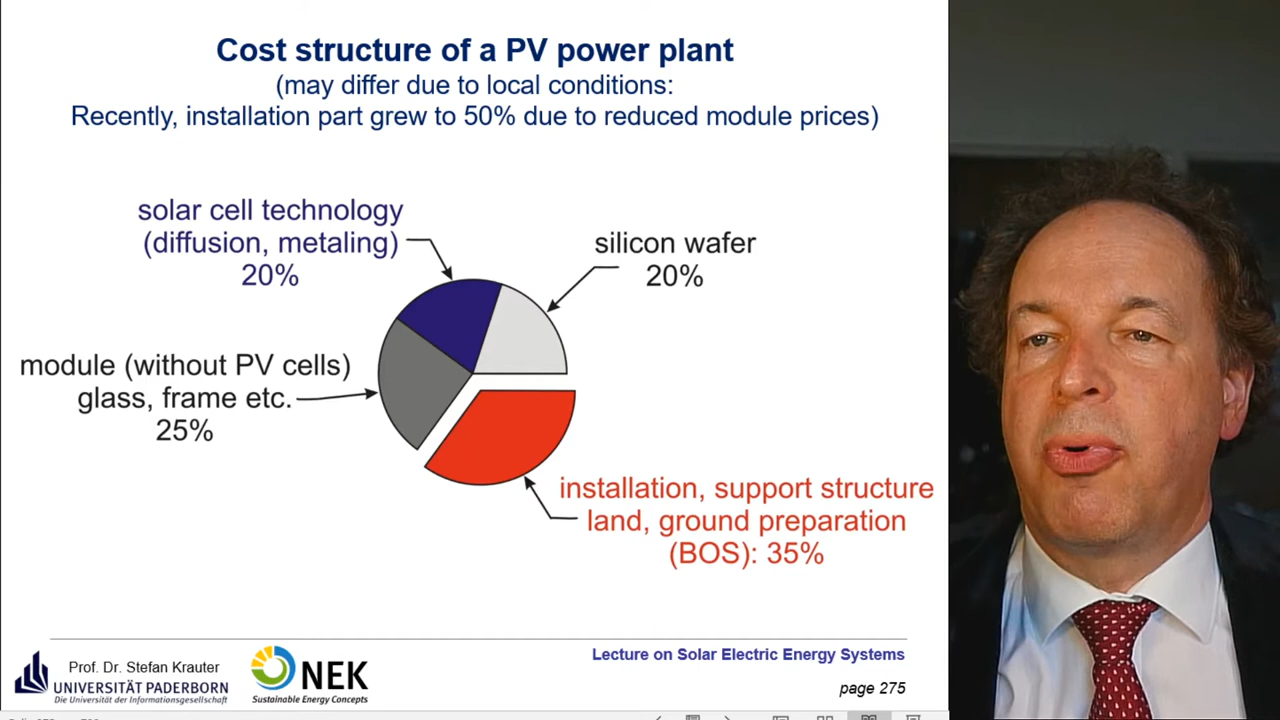 Cost structure of a PV power plant
(may differ due to local conditions:
Recently, installation part grew to 50% due to reduced module prices)
solar cell technology
(diffusion, metaling)
20%
silicon wafer
20%
module (without PV cells)
glass, frame etc.
25%
installation, support structure
land, ground preparation
(BOS): 35%
Prof. Dr. Stefan Krauter
UNIVERSITÄT PADERBORN
Die Universität der Informationsgesellschaft
NEK
Sustainable Energy Concepts
Lecture on Solar Electric Energy Systems
page 275